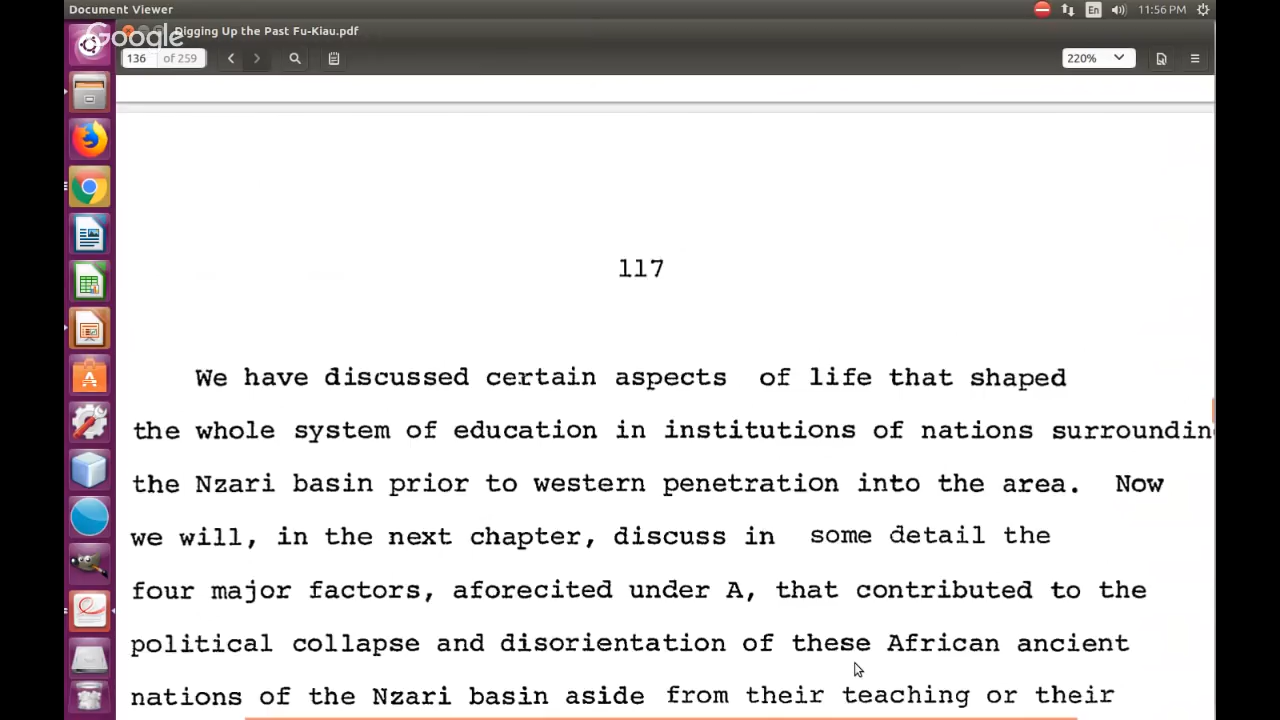 Document Viewer
En
11:56 PM
Google
Digging Up the Past Fu-Kiau.pdf
136 of 259
220%
117
We have discussed certain aspects of life that shaped
the whole system of education in institutions of nations surroundin
the Nzari basin prior to western penetration into the area. Now
we will, in the next chapter, discuss in some detail the
four major factors, aforecited under A, that contributed to the
political collapse and disorientation of these African ancient
nations of the Nzari basin aside from their teaching or their